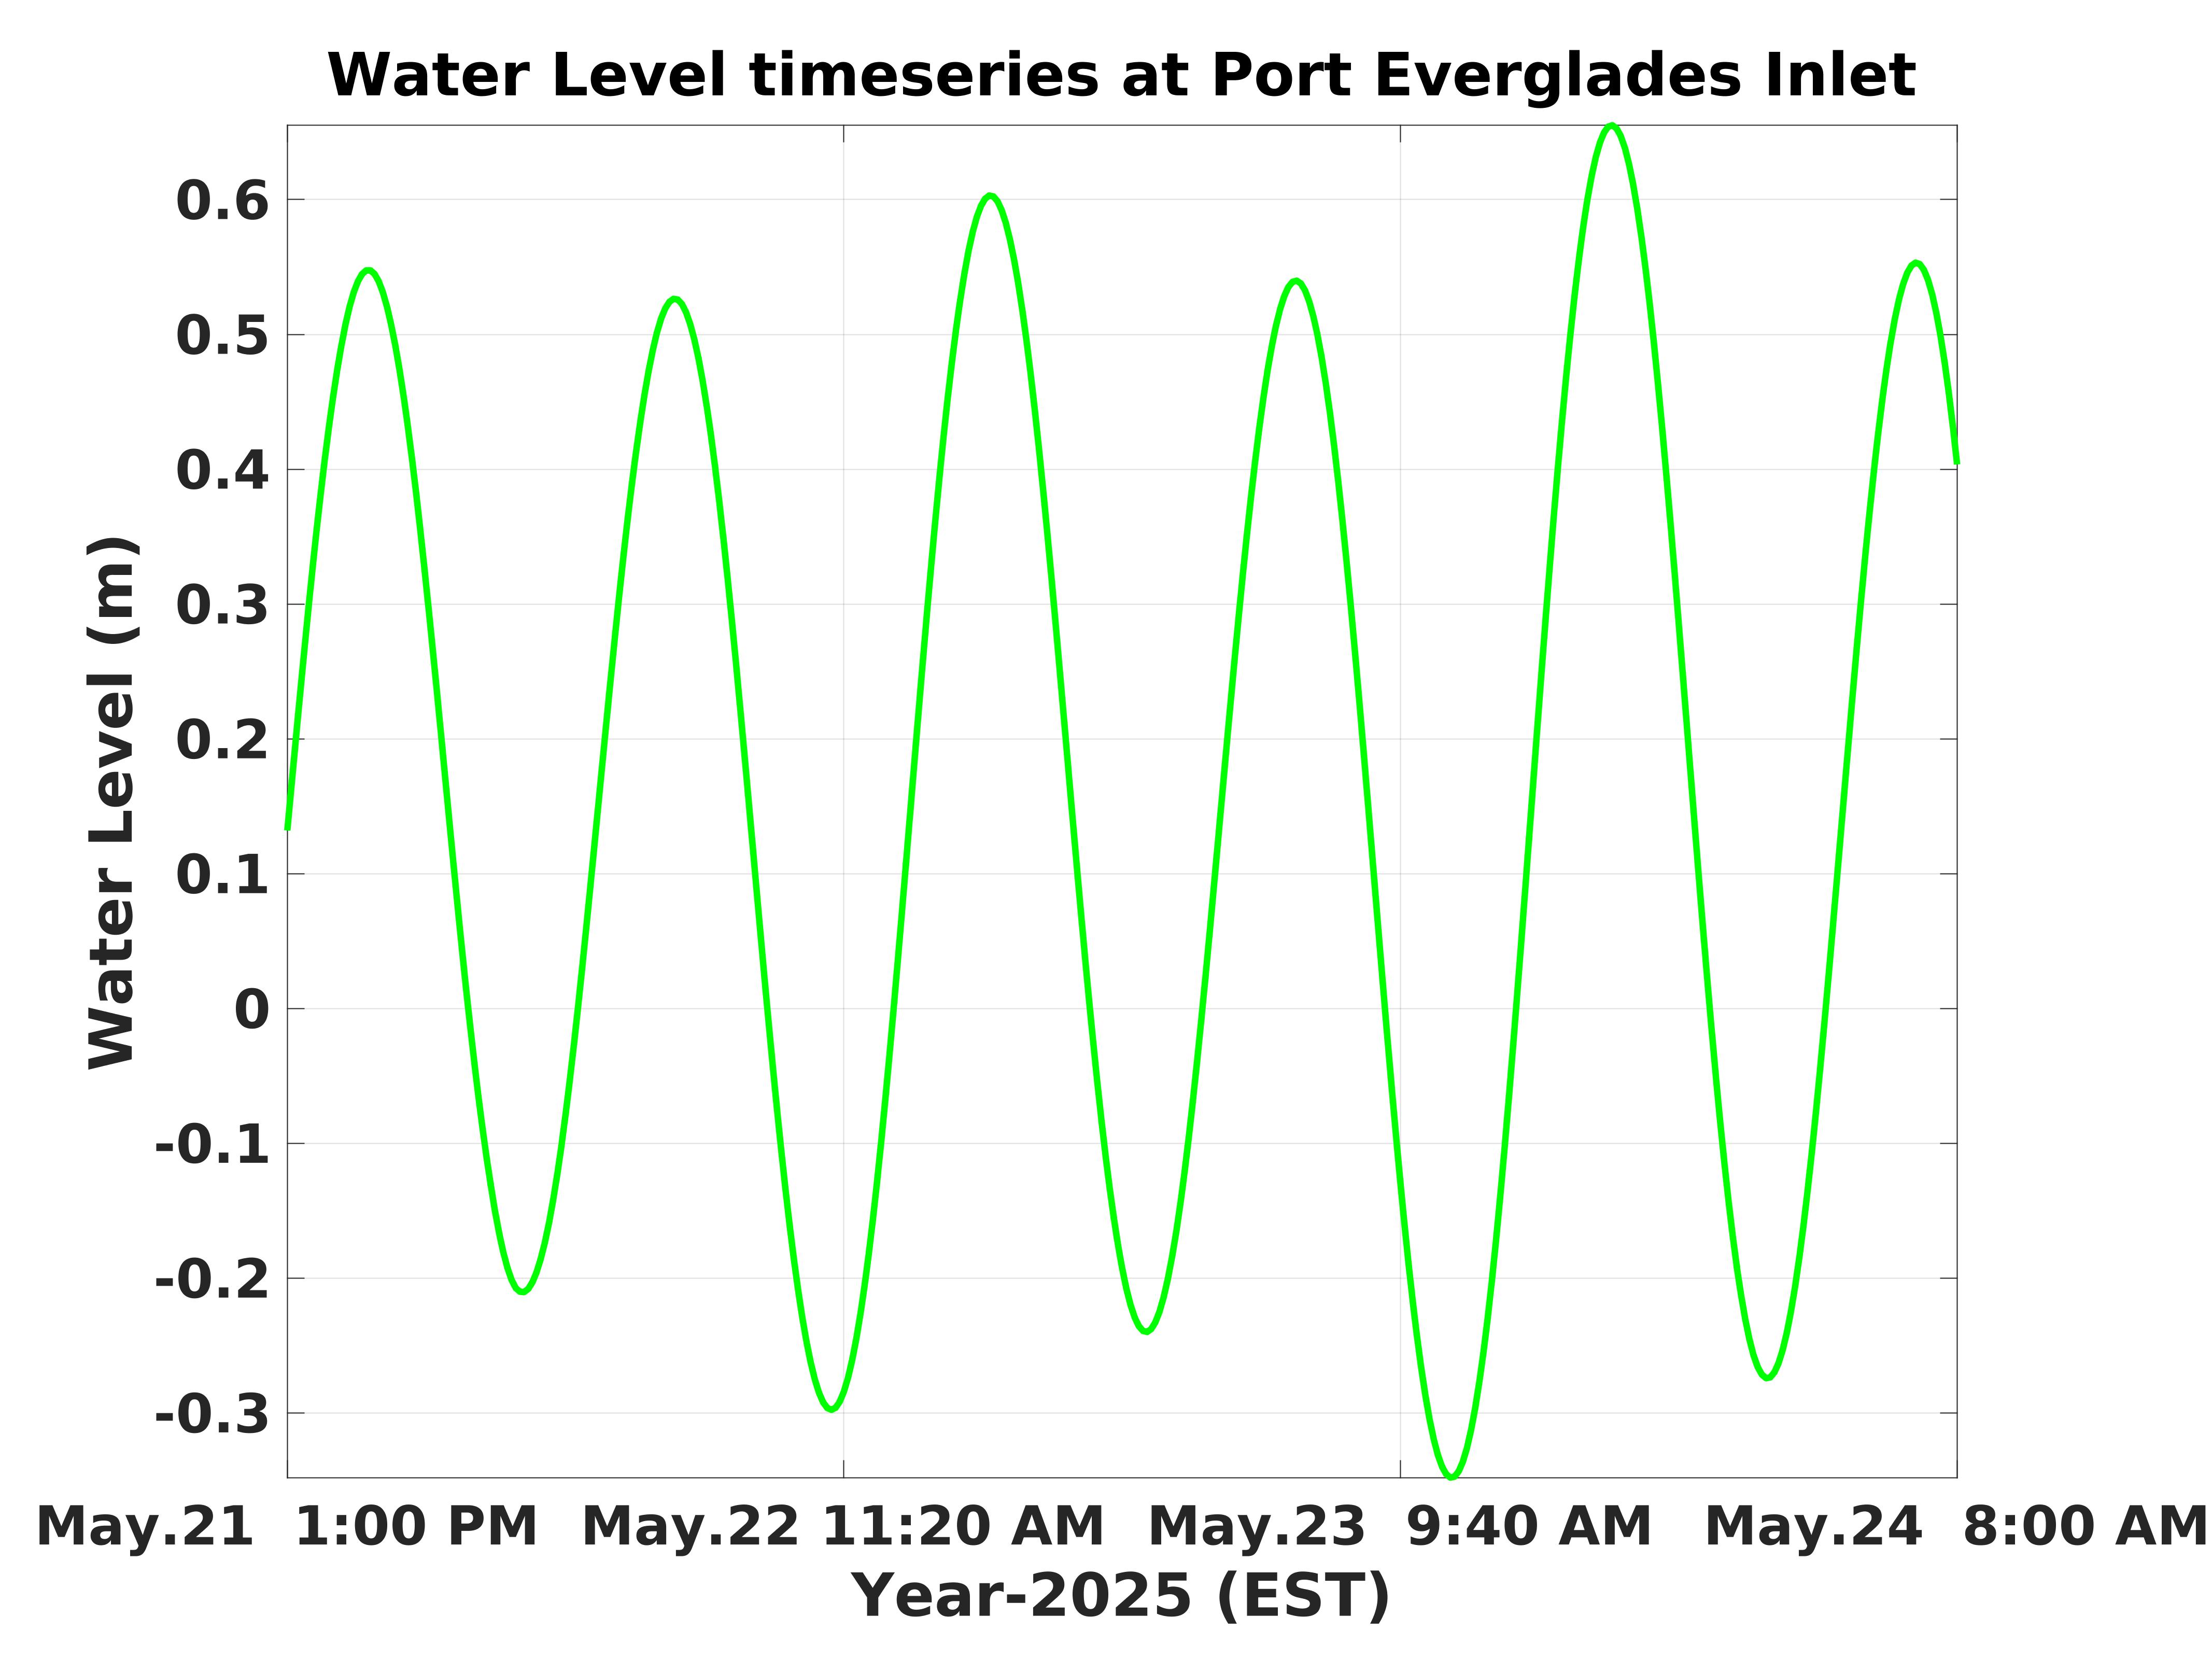 Water Level timeseries at Port Everglades Inlet
Water Level (m)
0.6
0.5
0.4
0.3
0.2
0.1
0
-0.1
-0.2
-0.3
May.21 1:00 PM May.22 11:20 AM May.23 9:40 AM May.24 8:00 AM
Year-2025 (EST)